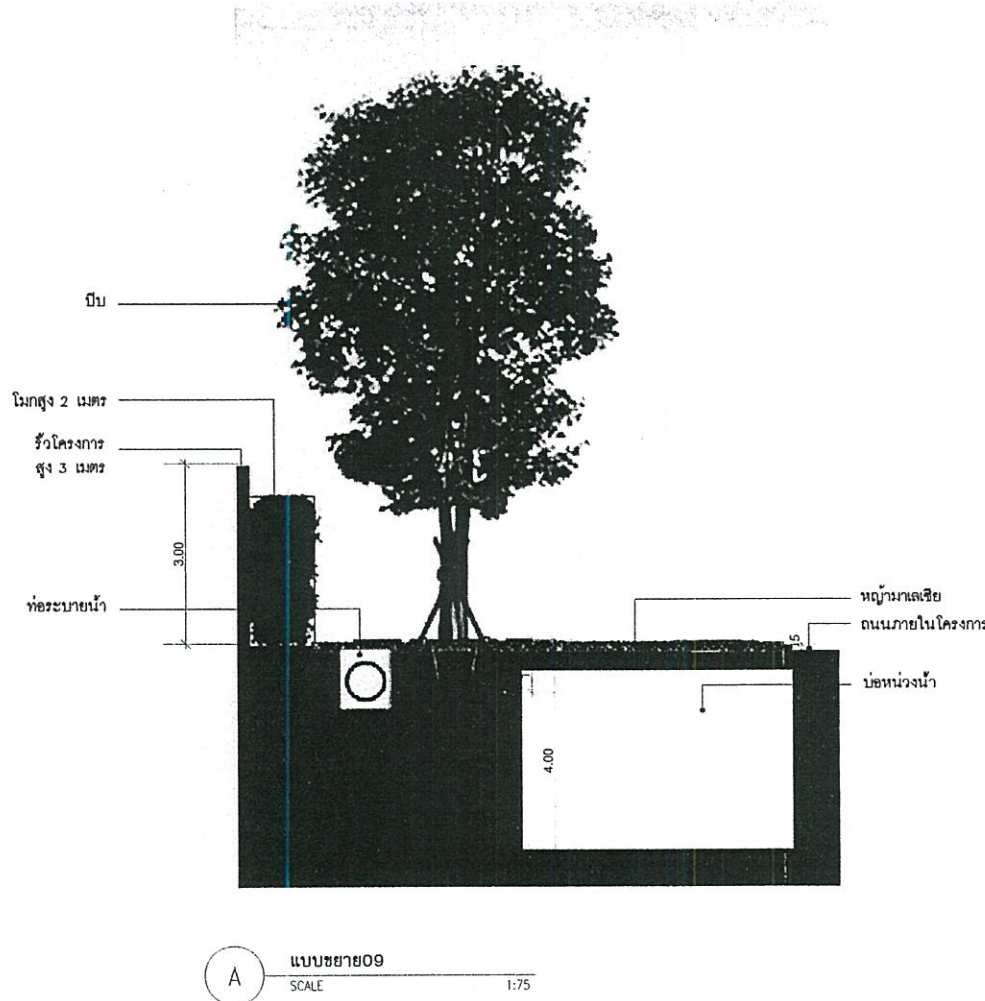 ปีบ
โมกสูง 2 เมตร
รั้วโครงการ
สูง 3 เมตร
3.00
ท่อระบายน้ำ
หญ้ามาเลเซีย
ถนนภายในโครงการ
บ่อหน่วงน้ำ
4.00
A
แบบขยาย09
SCALE 1:75